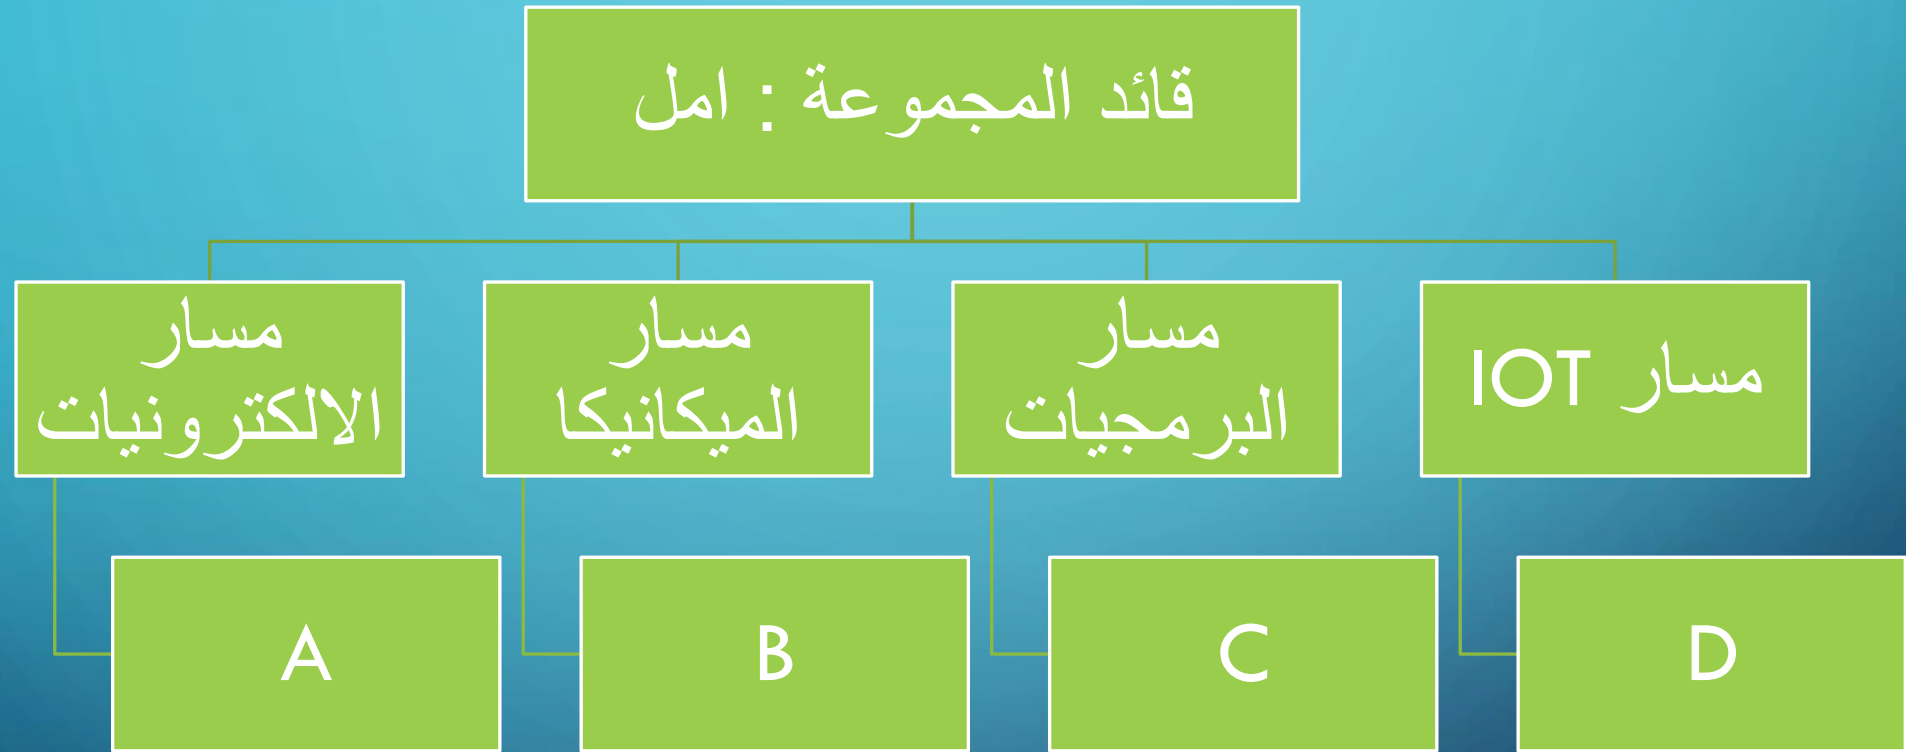 قائد المجموعة : امل
مسار IOT
مسار
البرمجيات
مسار
الميكانيكا
مسار
الالكترونيات
D
C
B
A